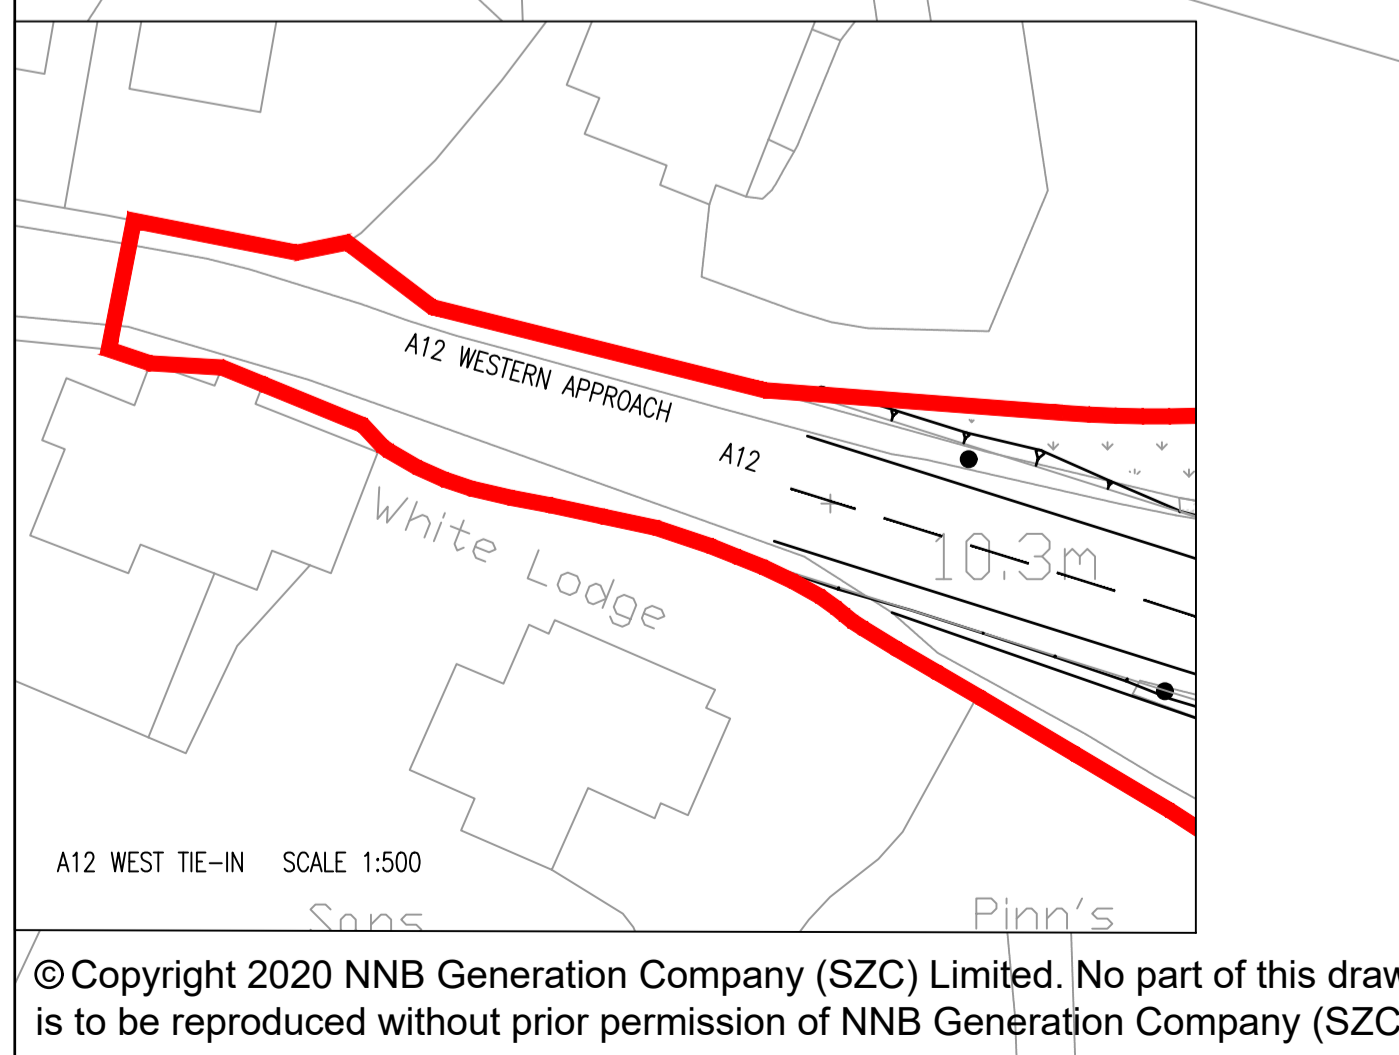 A12 WESTERN APPROACH
A12
White Lodge
10.3m
A12 WEST TIE-IN SCALE 1:500
Pinn's
© Copyright 2020 NNB Generation Company (SZC) Limited. No part of this
is to be reproduced without prior permission of NNB Generation Company (SZC